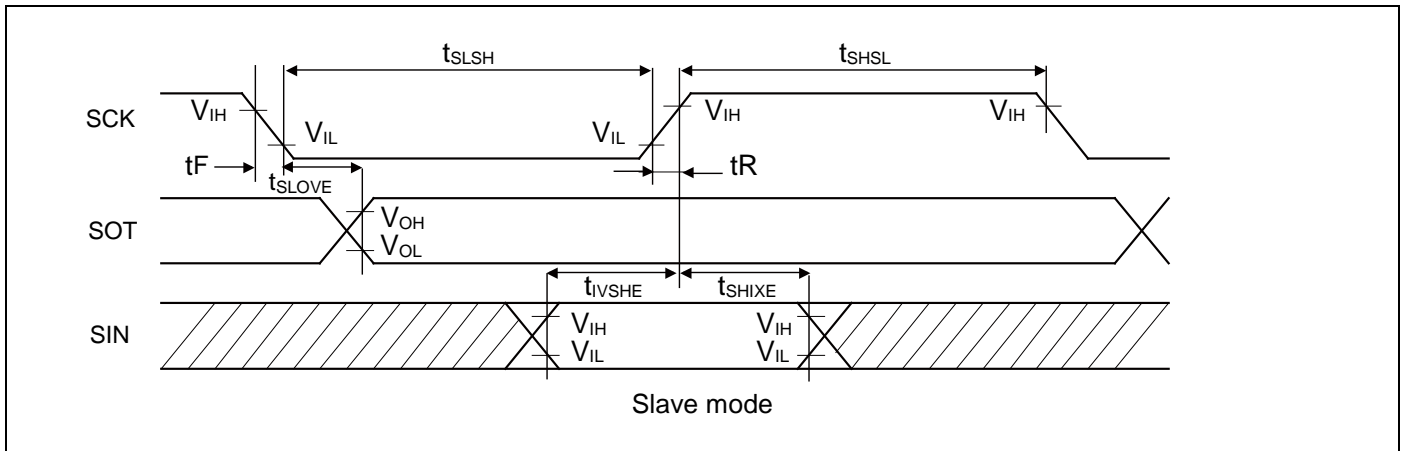 tSLSH
tSHSL
SCK
VIH
VIL
VIL
VIH
VIH
tF
tSLOVE
tR
SOT
VOH
VOL
tIVSHE
tSHIXE
SIN
VIH
VIL
VIH
VIL
Slave mode